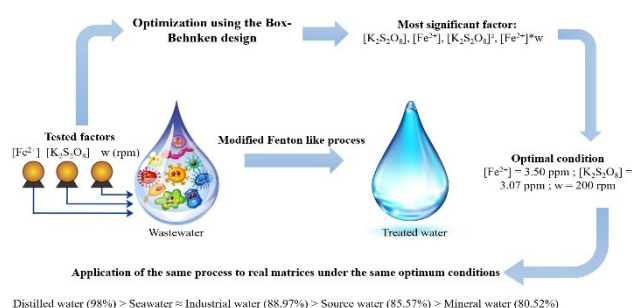 Optimization using the Box-
Behnken design
Most significant factor:
[K₂S₂O₈], [Fe²⁺], [K₂S₂O₈]², [Fe²⁺]*w
Tested factors
[Fe²⁺] [K₂S₂O₈] w (rpm)
Modified Fenton like process
Wastewater
Treated water
Optimal condition
[Fe²⁺] = 3.50 ppm ; [K₂S₂O₈] =
3.07 ppm ; w = 200 rpm
Application of the same process to real matrices under the same optimum conditions
Distilled water (98%) > Seawater ≈ Industrial water (88.97%) > Source water (85.57%) > Mineral water (80.52%)